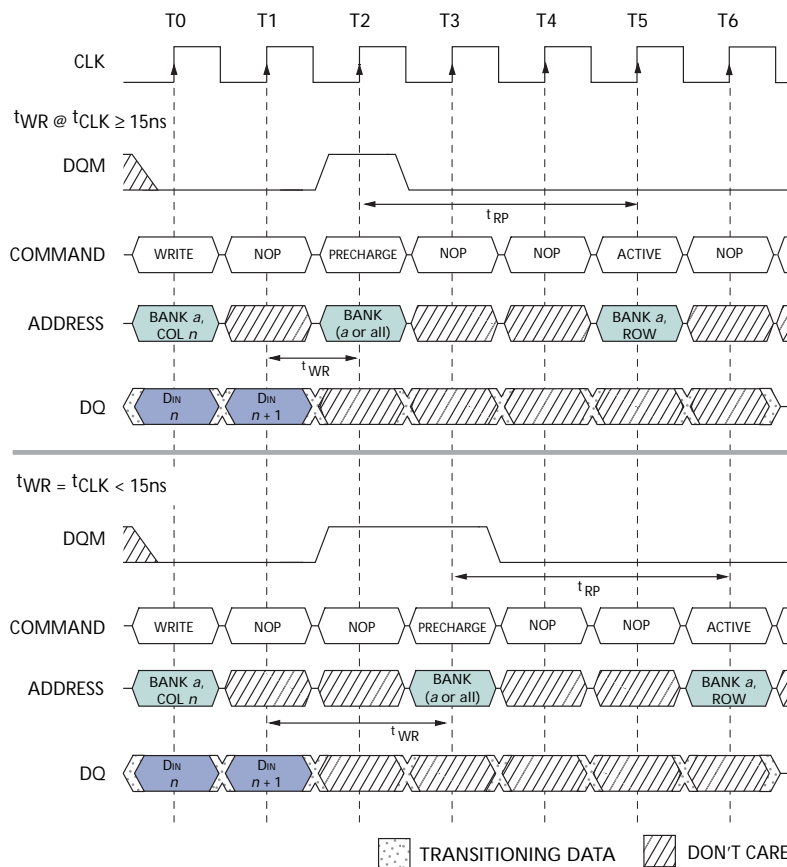 T0 T1 T2 T3 T4 T5 T6
CLK
tWR @ tCLK ≥ 15ns
DQM
tRP
COMMAND WRITE NOP PRECHARGE NOP NOP ACTIVE NOP
ADDRESS BANK a, COL n BANK (a or all) BANK a, ROW
tWR
DQ DIN n DIN n + 1
tWR = tCLK < 15ns
DQM
tRP
COMMAND WRITE NOP NOP PRECHARGE NOP NOP ACTIVE
ADDRESS BANK a, COL n BANK (a or all) BANK a, ROW
tWR
DQ DIN n DIN n + 1
TRANSITIONING DATA DON'T CARE